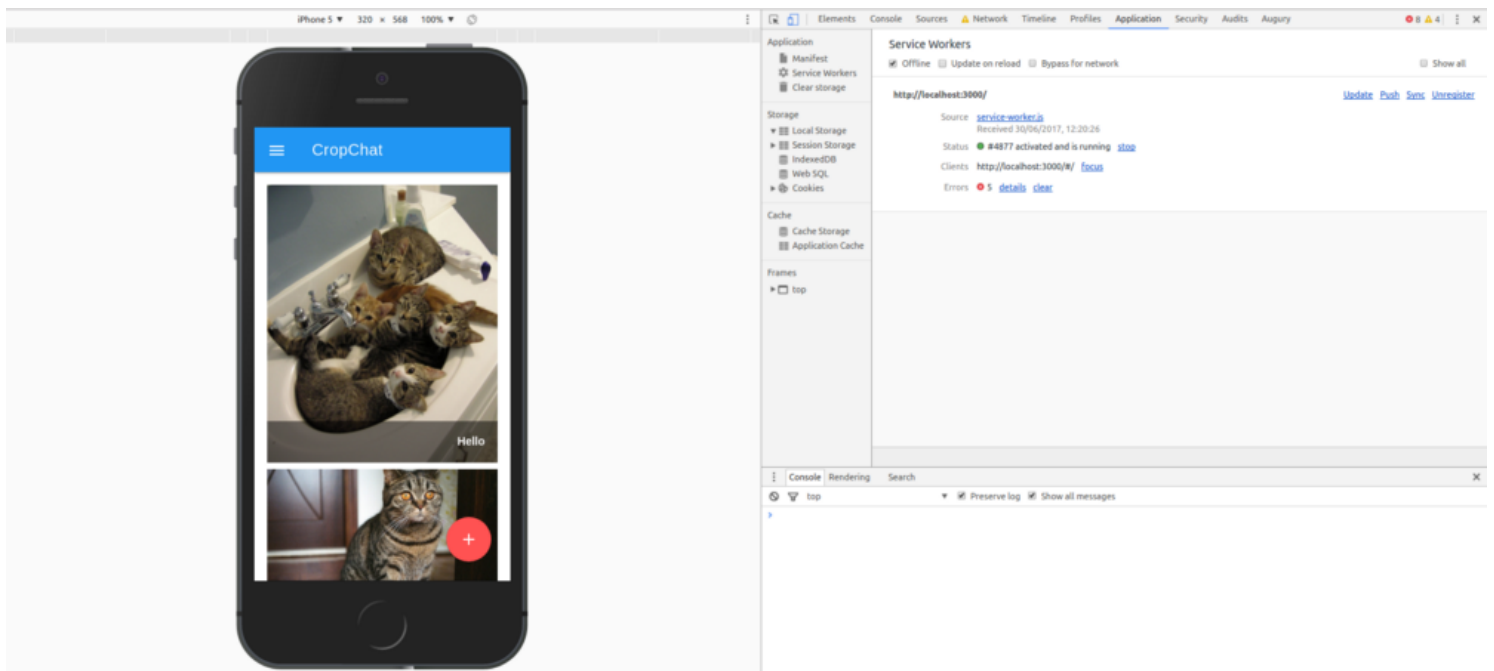 iPhone 5 ▼ 320 × 568 100% ▼
CropChat
Hello
+
Elements Console Sources Network Timeline Profiles Application Security Audits Augury 8 4
Application
Manifest
Service Workers
Clear storage
Storage
Local Storage
Session Storage
IndexedDB
Web SQL
Cookies
Cache
Cache Storage
Application Cache
Frames
top
Service Workers
Offline Update on reload Bypass for network Show all
http://localhost:3000/ Update Push Sync Unregister
Source service-worker.js
Received 30/06/2017, 12:20:26
Status #4877 activated and is running stop
Clients http://localhost:3000/#/ focus
Errors 5 details clear
Console Rendering Search
top ▼ Preserve log Show all messages